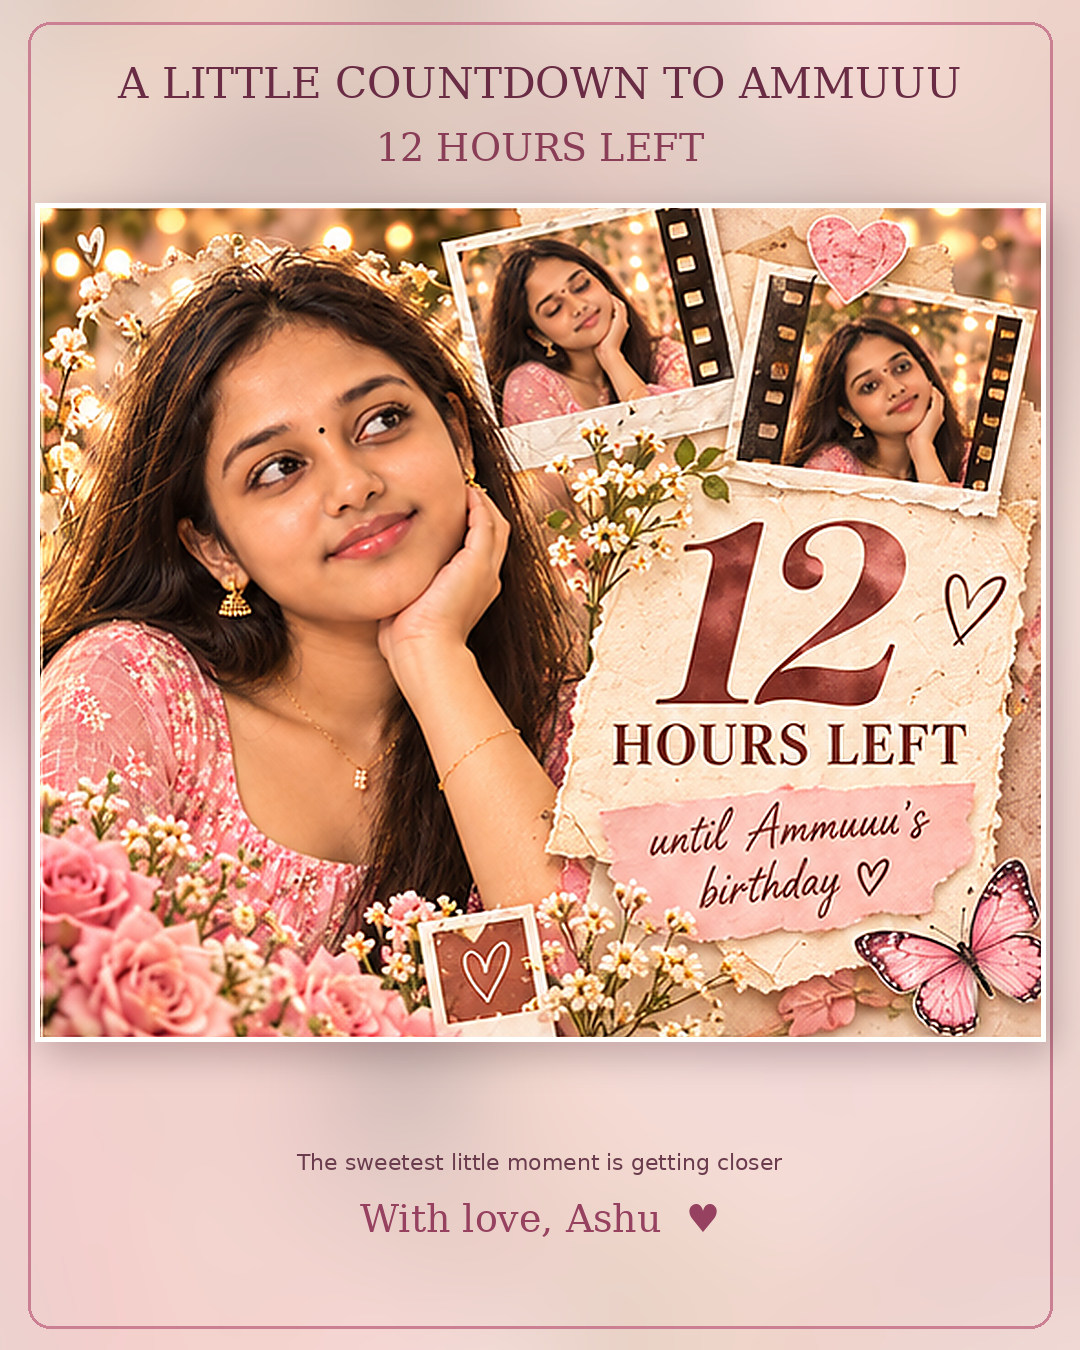 A LITTLE COUNTDOWN TO AMMUUU
12 HOURS LEFT
12
HOURS LEFT
until Ammuuu's
birthday ♡
The sweetest little moment is getting closer
With love, Ashu ♥